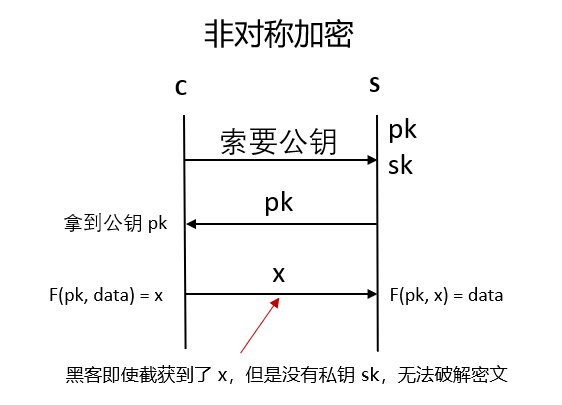 非对称加密
C
S
索要公钥
pk
sk
pk
拿到公钥 pk
x
F(pk, data) = x
F(pk, x) = data
黑客即使截获到了 x，但是没有私钥 sk，无法破解密文